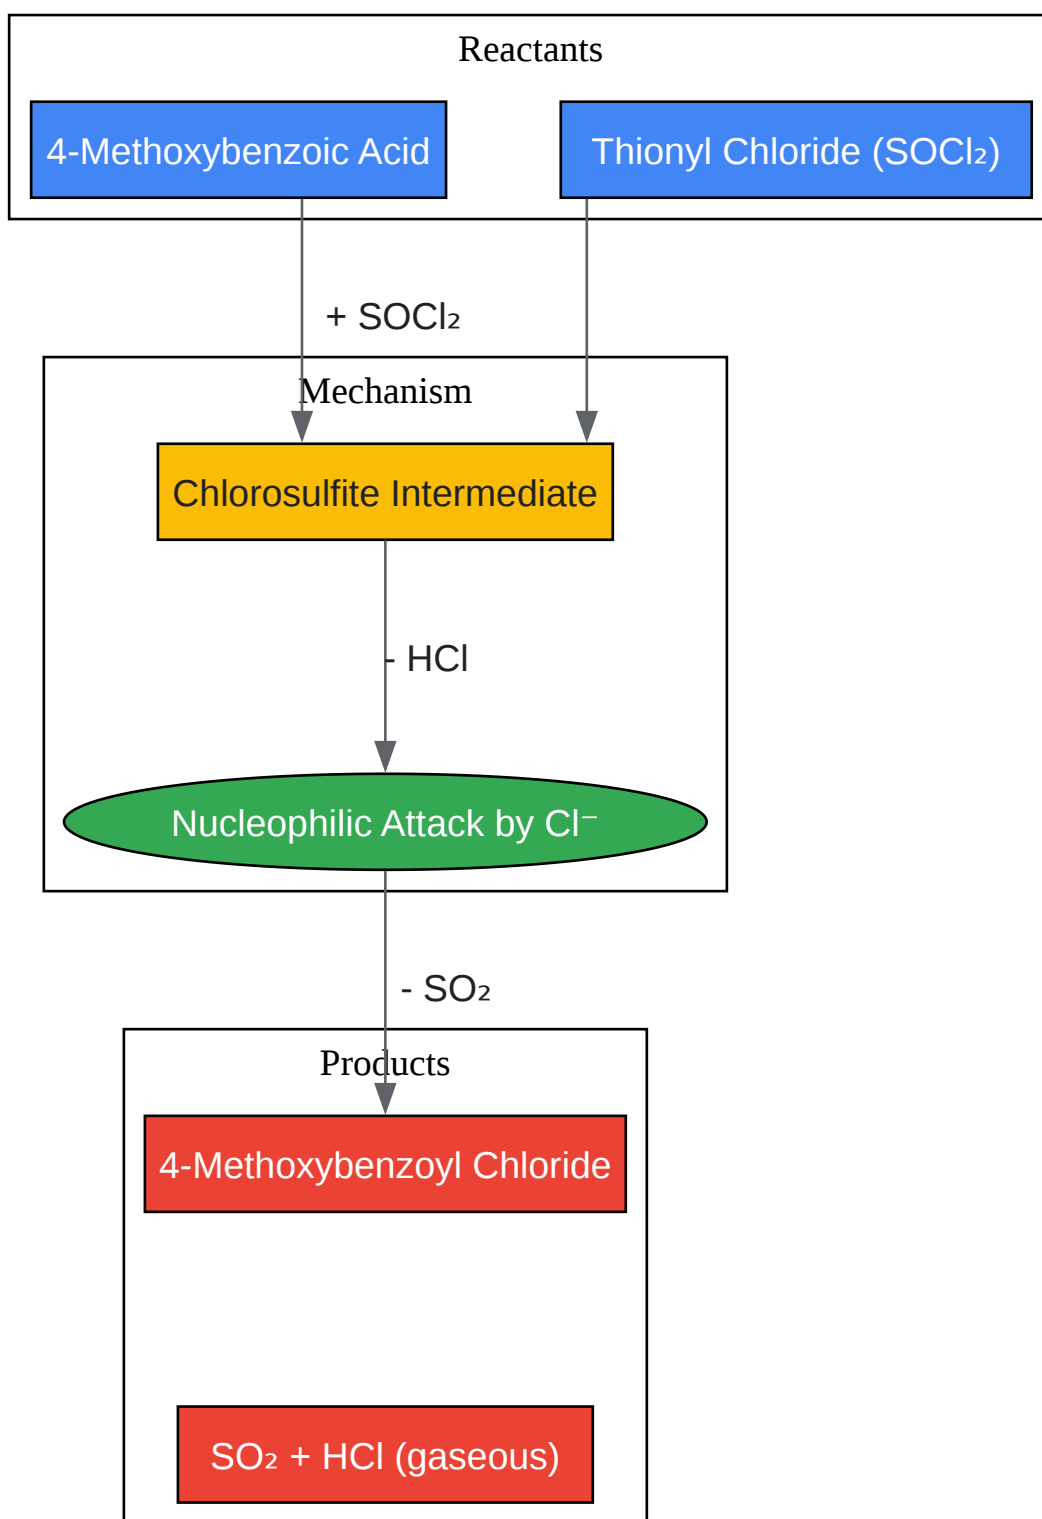 Reactants
4-Methoxybenzoic Acid
Thionyl Chloride (SOCl₂)
+ SOCl₂
Mechanism
Chlorosulfite Intermediate
- HCl
Nucleophilic Attack by Cl⁻
- SO₂
Products
4-Methoxybenzoyl Chloride
SO₂ + HCl (gaseous)